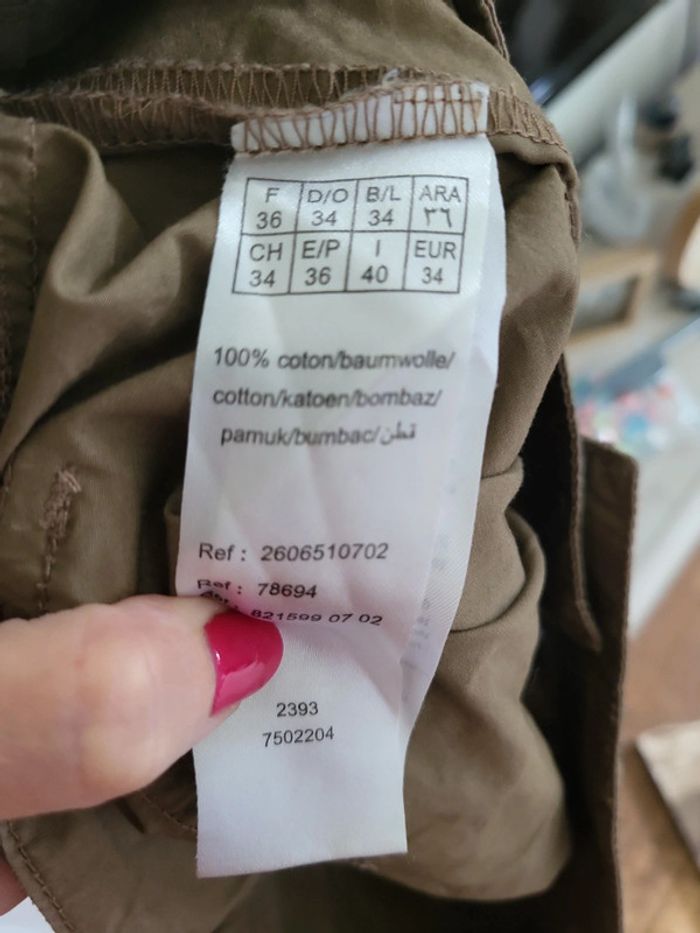 F D/O B/L ARA
36 34 34 ٣٦
CH E/P I EUR
34 36 40 34
100% coton/baumwolle/
cotton/katoen/bombaz/
pamuk/bumbac/قطن
Ref : 2606510702
Ref : 78694
821599 07 02
2393
7502204